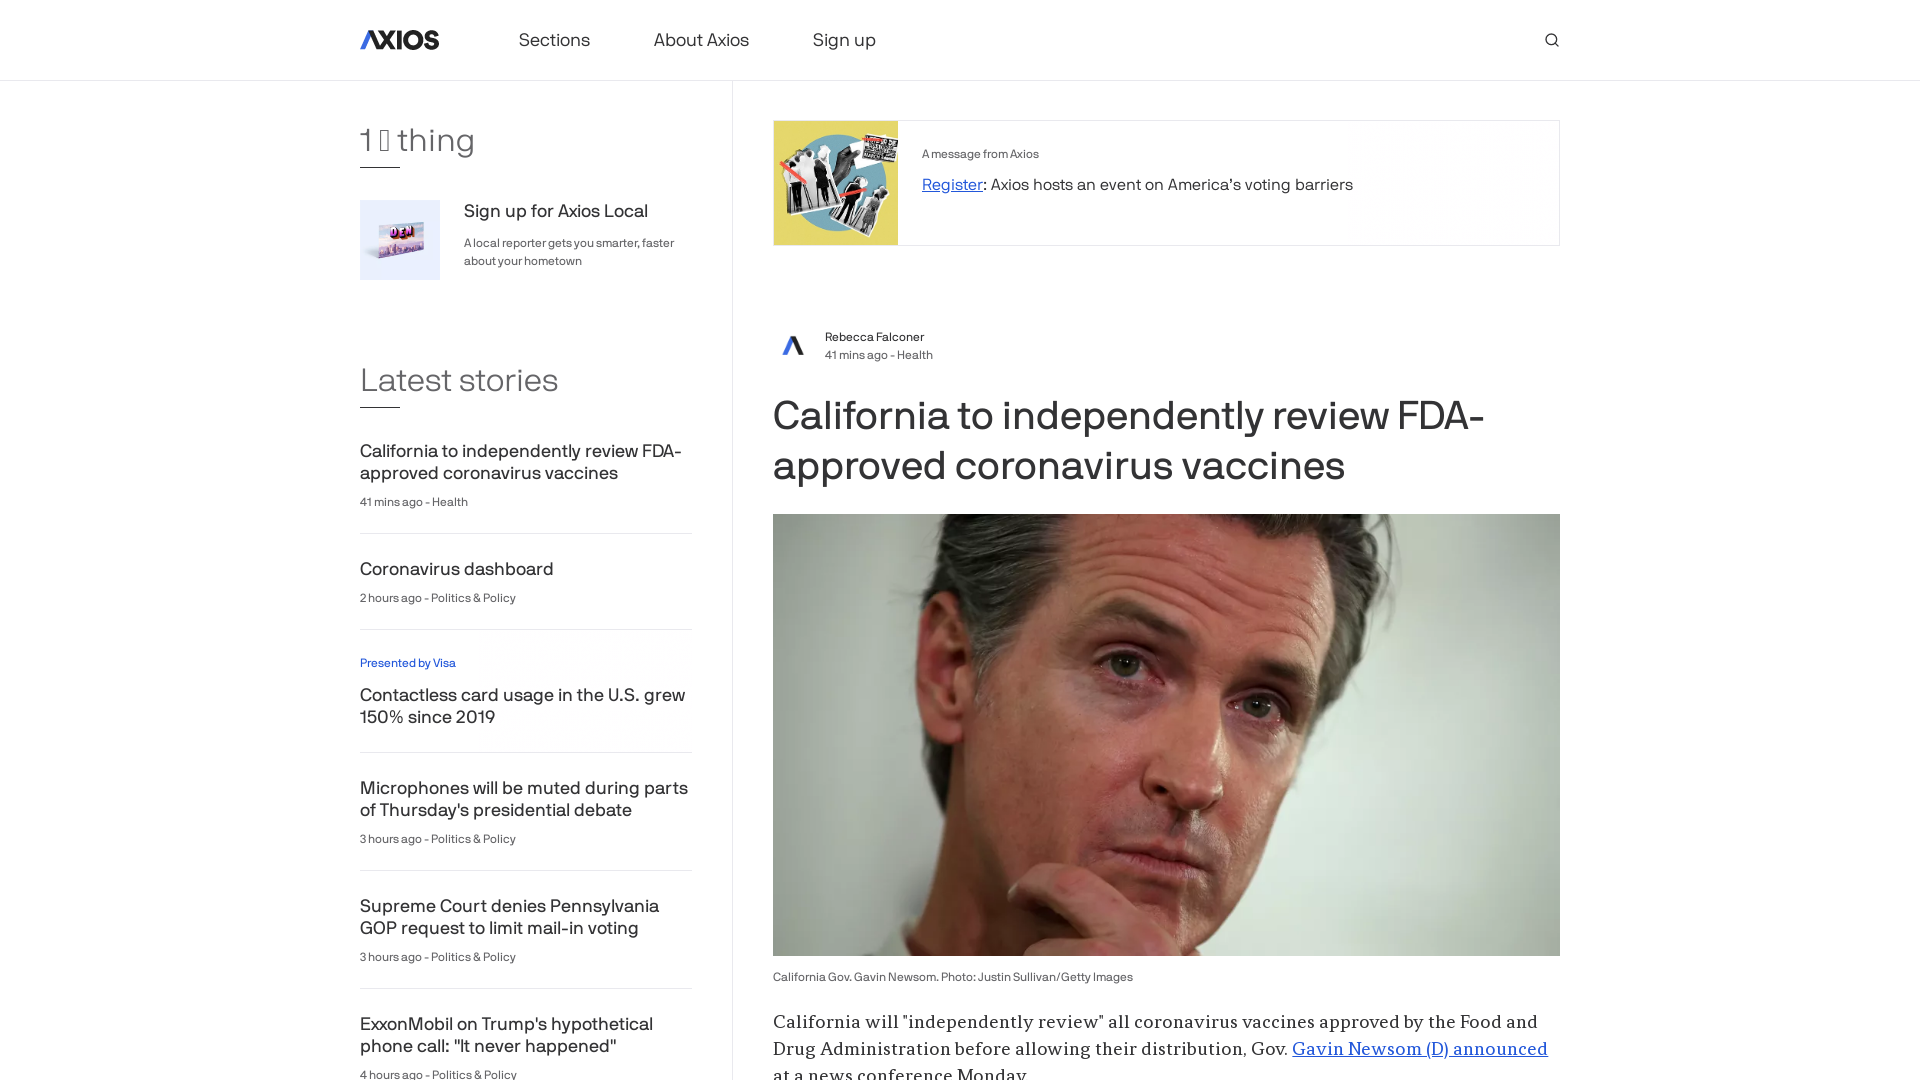 AXIOS
Sections
About Axios
Sign up
1 thing
Sign up for Axios Local
A local reporter gets you smarter, faster
about your hometown
Latest stories
California to independently review FDA-
approved coronavirus vaccines
41 mins ago - Health
Coronavirus dashboard
2 hours ago - Politics & Policy
Presented by Visa
Contactless card usage in the U.S. grew
150% since 2019
Microphones will be muted during parts
of Thursday's presidential debate
3 hours ago - Politics & Policy
Supreme Court denies Pennsylvania
GOP request to limit mail-in voting
3 hours ago - Politics & Policy
ExxonMobil on Trump's hypothetical
phone call: "It never happened"
4 hours ago - Politics & Policy
A message from Axios
Register: Axios hosts an event on America's voting barriers
Rebecca Falconer
41 mins ago - Health
California to independently review FDA-
approved coronavirus vaccines
California Gov. Gavin Newsom. Photo: Justin Sullivan/Getty Images
California will "independently review" all coronavirus vaccines approved by the Food and
Drug Administration before allowing their distribution, Gov. Gavin Newsom (D) announced
at a news conference Monday.
DEN